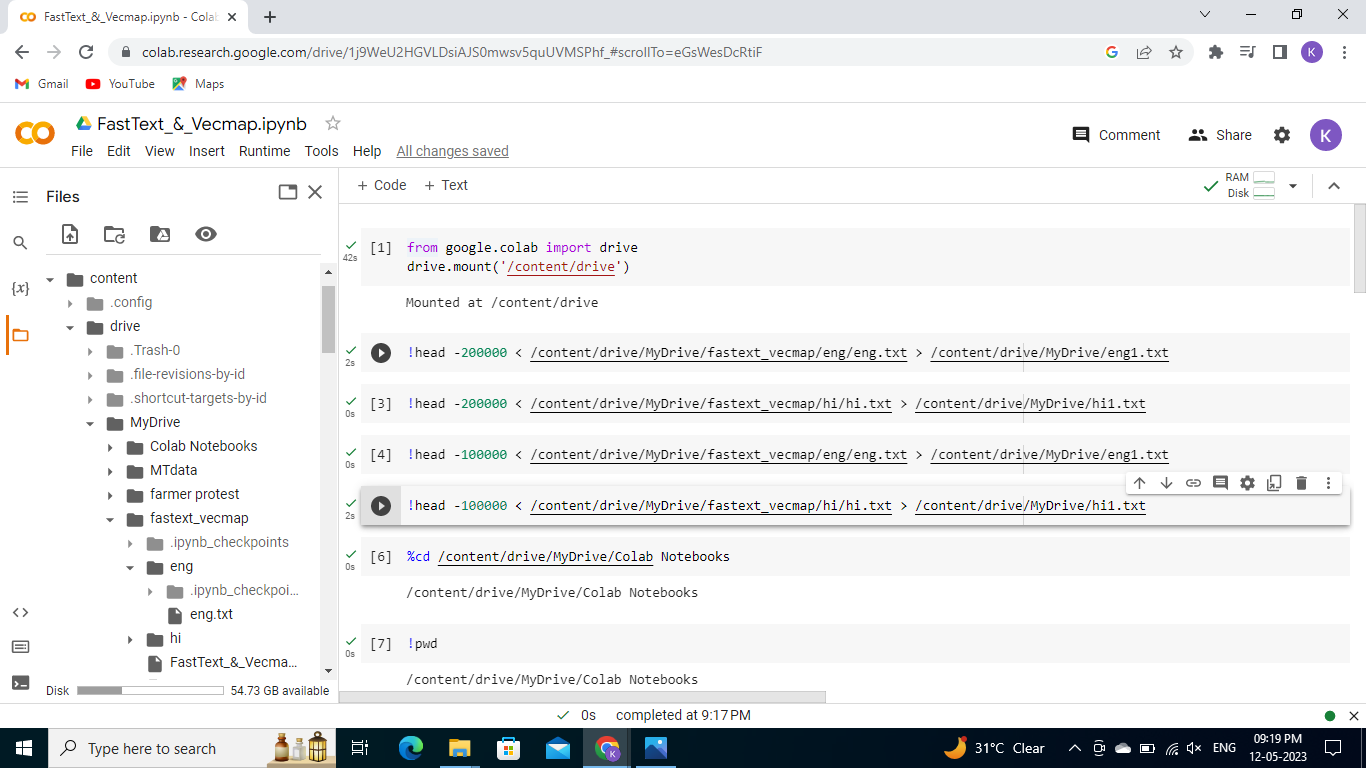 FastText_&_Vecmap.ipynb - Colab
colab.research.google.com/drive/1j9WeU2HGVLDsiAJS0mwsv5quUVMSPhf_#scrollTo=eGsWesDcRtiF
G
K
Gmail YouTube Maps
FastText_&_Vecmap.ipynb
File Edit View Insert Runtime Tools Help All changes saved
Comment Share K
Files
+ Code + Text
RAM
Disk
{x}
content
.config
drive
.Trash-0
.file-revisions-by-id
.shortcut-targets-by-id
MyDrive
Colab Notebooks
MTdata
farmer protest
fastext_vecmap
.ipynb_checkpoints
eng
.ipynb_checkpoi...
eng.txt
hi
FastText_&_Vecma...
Disk 54.73 GB available
42s [1] from google.colab import drive
drive.mount('/content/drive')
Mounted at /content/drive
2s !head -200000 < /content/drive/MyDrive/fastext_vecmap/eng/eng.txt > /content/drive/MyDrive/eng1.txt
0s [3] !head -200000 < /content/drive/MyDrive/fastext_vecmap/hi/hi.txt > /content/drive/MyDrive/hi1.txt
0s [4] !head -100000 < /content/drive/MyDrive/fastext_vecmap/eng/eng.txt > /content/drive/MyDrive/eng1.txt
2s !head -100000 < /content/drive/MyDrive/fastext_vecmap/hi/hi.txt > /content/drive/MyDrive/hi1.txt
0s [6] %cd /content/drive/MyDrive/Colab Notebooks
/content/drive/MyDrive/Colab Notebooks
0s [7] !pwd
/content/drive/MyDrive/Colab Notebooks
0s completed at 9:17 PM
Type here to search
K
31°C Clear
ENG
09:19 PM
12-05-2023